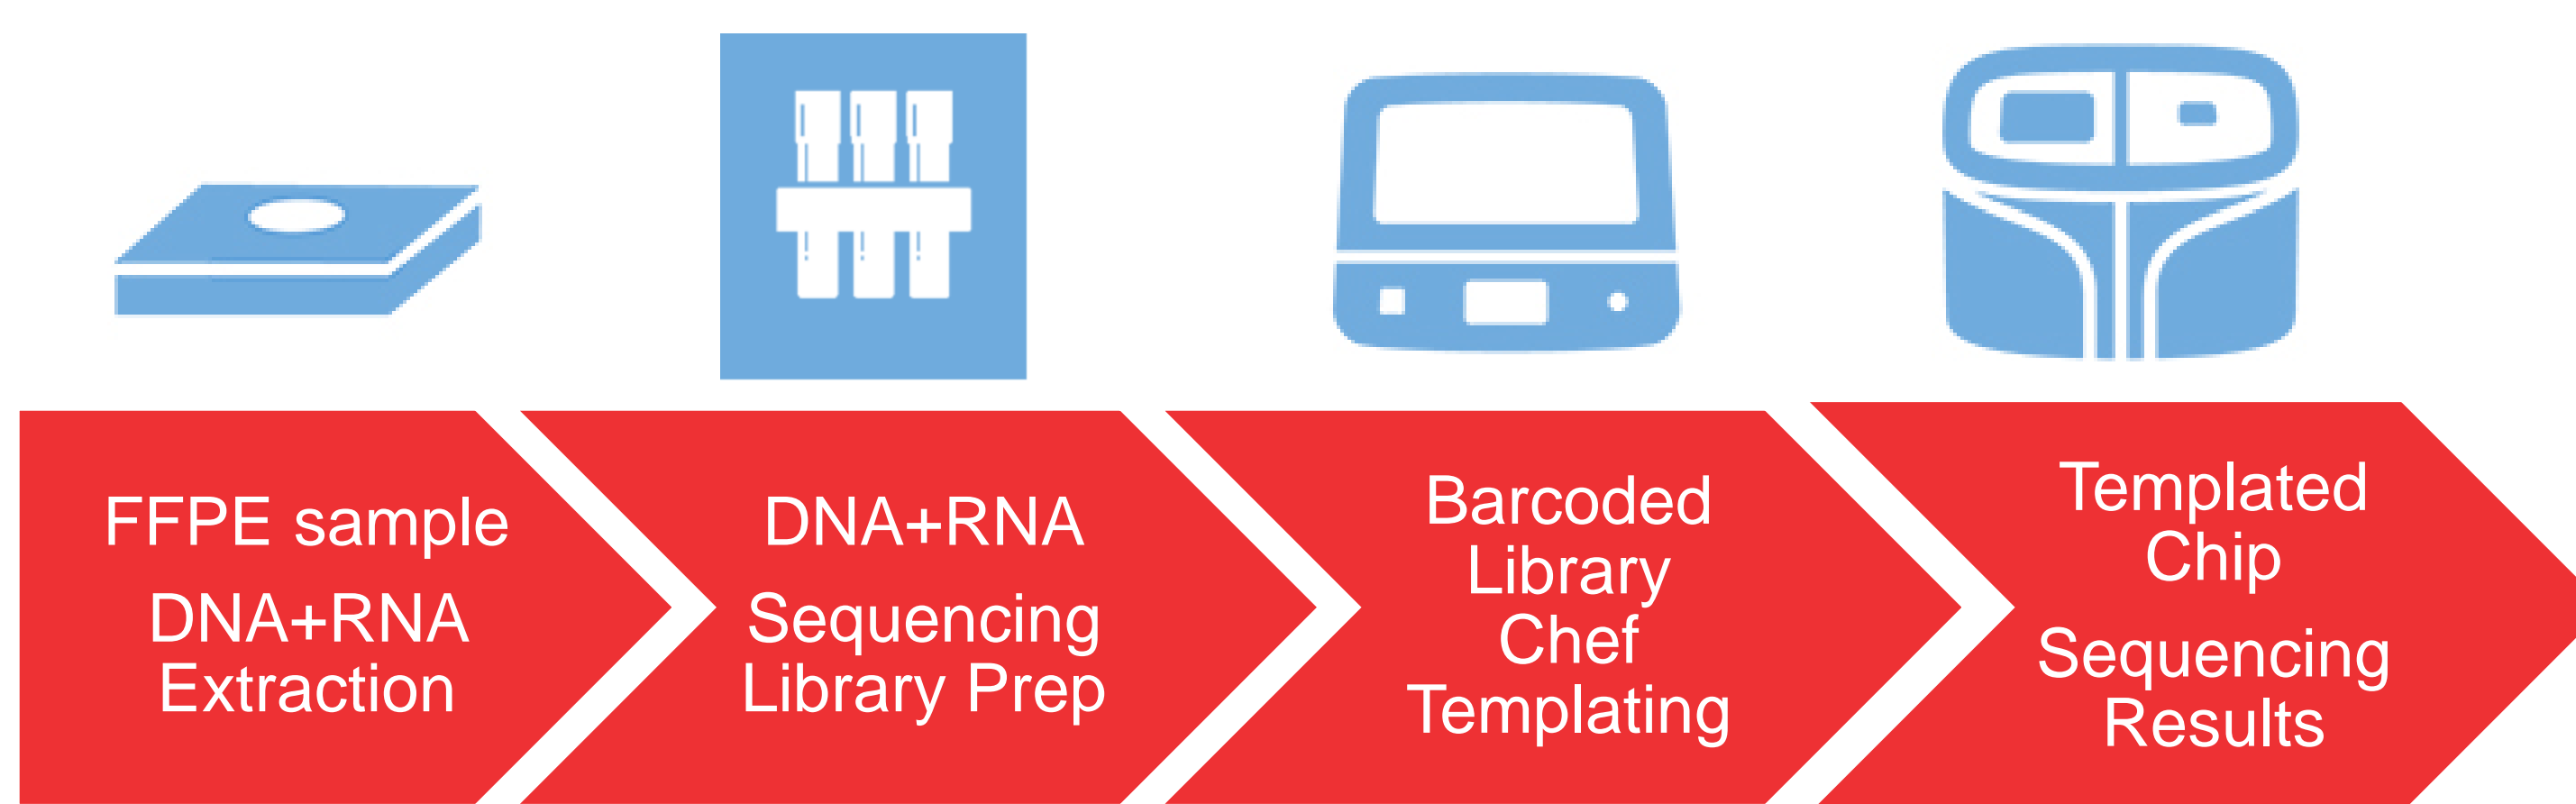 FFPE sample
DNA+RNA
Extraction
DNA+RNA
Sequencing
Library Prep
Barcoded
Library
Chef
Templating
Templated
Chip
Sequencing
Results